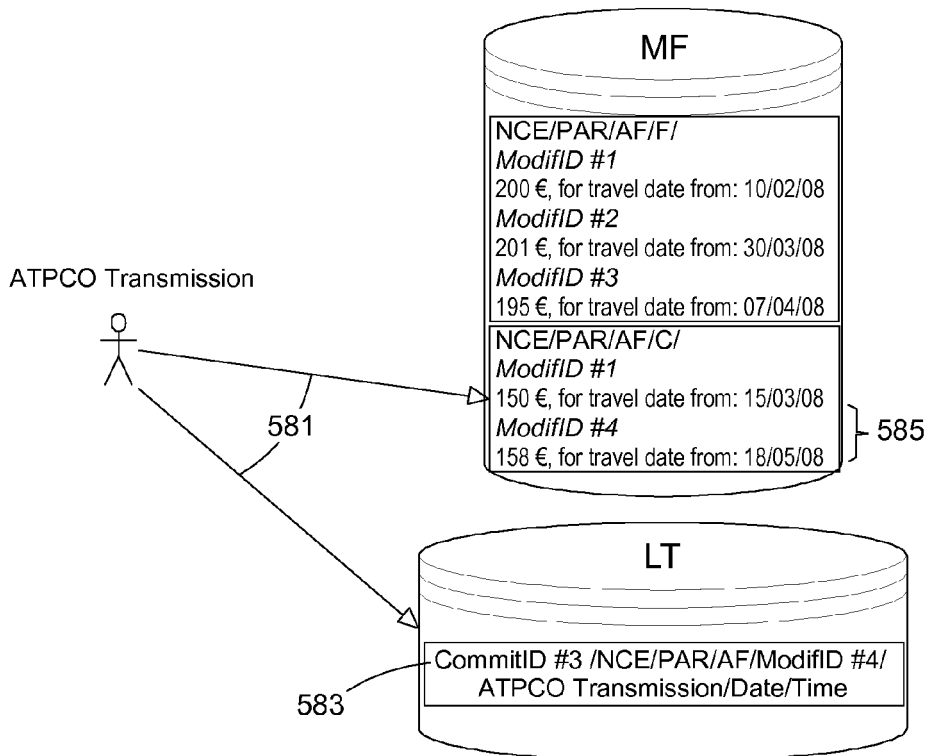 MF
NCE/PAR/AF/F/
ModifID #1
200 €, for travel date from: 10/02/08
ModifID #2
201 €, for travel date from: 30/03/08
ModifID #3
195 €, for travel date from: 07/04/08
ATPCO Transmission
NCE/PAR/AF/C/
ModifID #1
150 €, for travel date from: 15/03/08
ModifID #4
158 €, for travel date from: 18/05/08
581
585
LT
CommitID #3 /NCE/PAR/AF/ModifID #4/
ATPCO Transmission/Date/Time
583